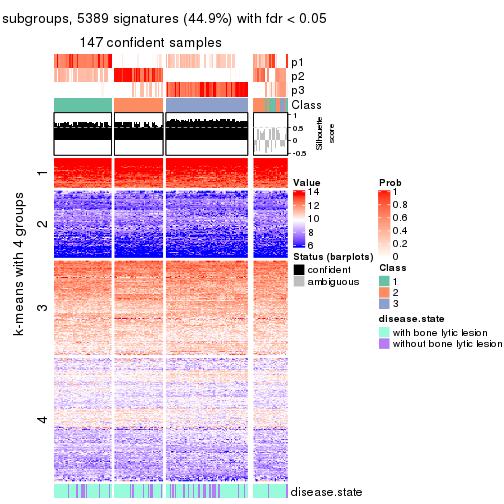 subgroups, 5389 signatures (44.9%) with fdr < 0.05
147 confident samples
p1
p2
p3
Class
1
0.5
0
-0.5
Silhouette
score
k-means with 4 groups
1
2
3
4
Value
14
12
10
8
6
Status (barplots)
confident
ambiguous
Prob
1
0.8
0.6
0.4
0.2
0
Class
1
2
3
disease.state
with bone lytic lesion
without bone lytic lesion
disease.state